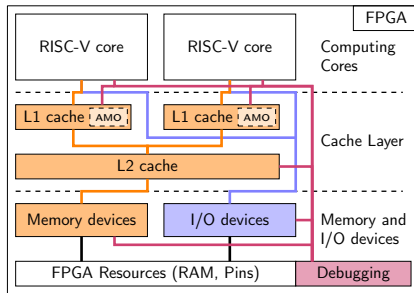 FPGA
RISC-V core
RISC-V core
Computing
Cores
L1 cache
AMO
L1 cache
AMO
Cache Layer
L2 cache
Memory devices
I/O devices
Memory and
I/O devices
FPGA Resources (RAM, Pins)
Debugging